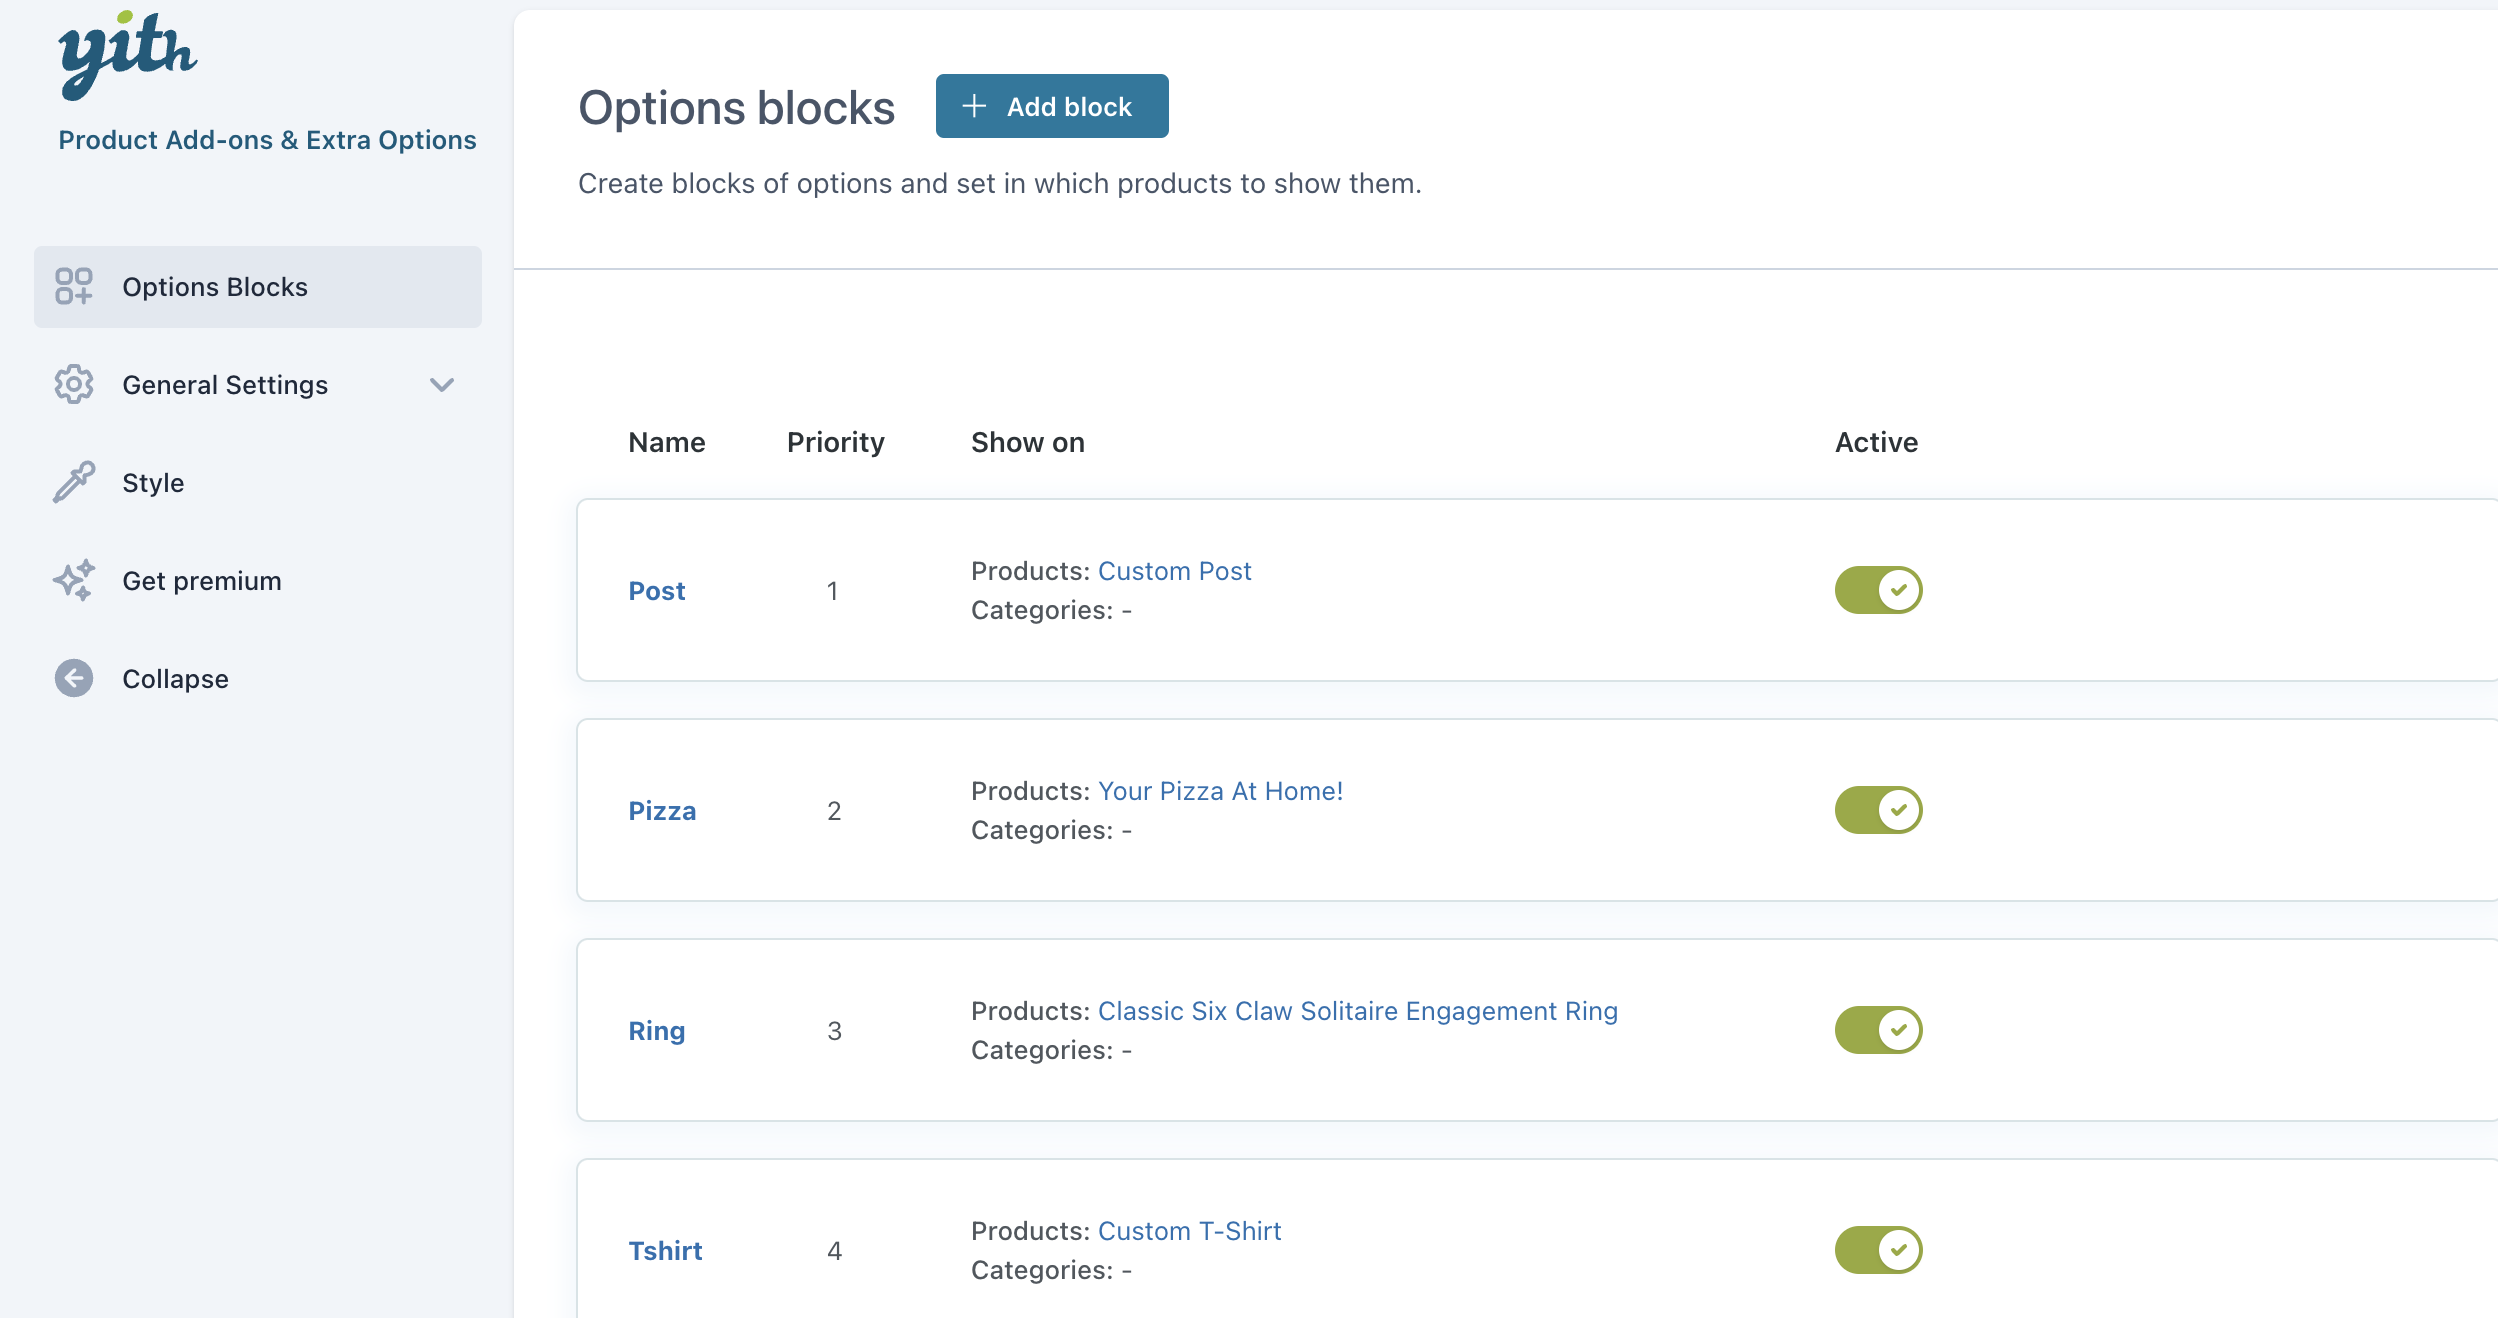 yith
Product Add-ons & Extra Options
Options Blocks
General Settings
Style
Get premium
Collapse
Options blocks
+ Add block
Create blocks of options and set in which products to show them.
Name Priority Show on Active
Post 1
Products: Custom Post
Categories: -
Pizza 2
Products: Your Pizza At Home!
Categories: -
Ring 3
Products: Classic Six Claw Solitaire Engagement Ring
Categories: -
Tshirt 4
Products: Custom T-Shirt
Categories: -